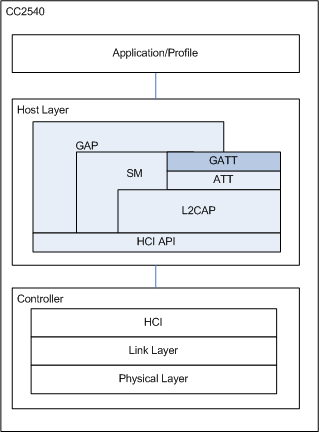 CC2540
Application/Profile
Host Layer
GAP
SM
GATT
ATT
L2CAP
HCI API
Controller
HCI
Link Layer
Physical Layer